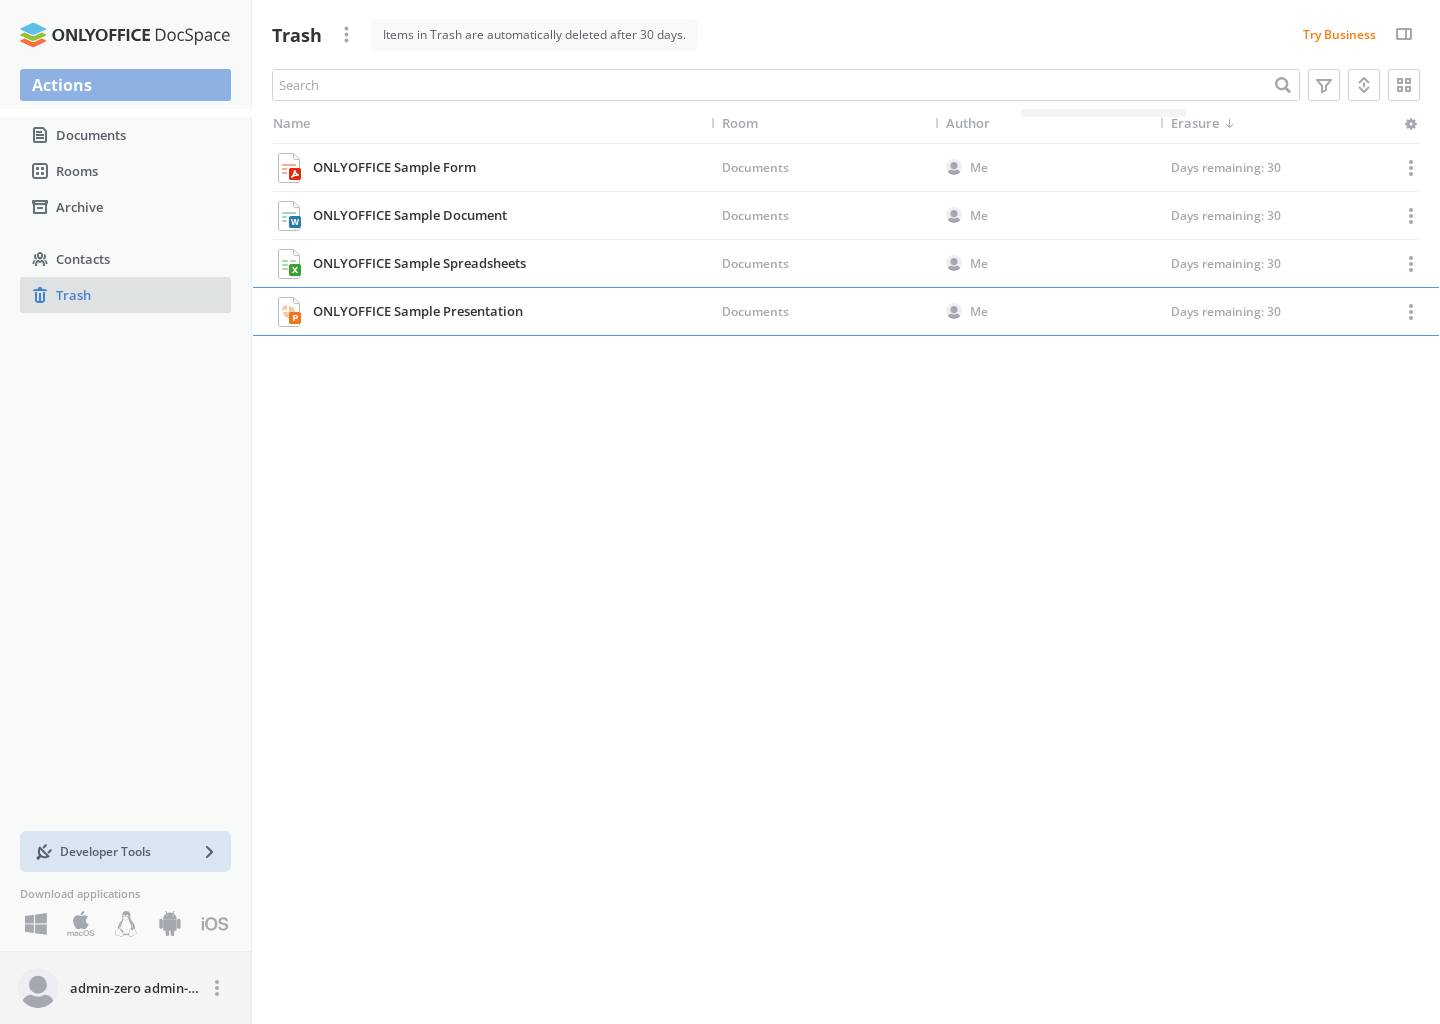 ONLYOFFICE DocSpace
Actions
Documents
Rooms
Archive
Contacts
Trash
Developer Tools
Download applications
macOS
iOS
admin-zero admin-...
Trash
Items in Trash are automatically deleted after 30 days.
Try Business
Search
Name Room Author Erasure
ONLYOFFICE Sample Form Documents Me Days remaining: 30
W ONLYOFFICE Sample Document Documents Me Days remaining: 30
X ONLYOFFICE Sample Spreadsheets Documents Me Days remaining: 30
P ONLYOFFICE Sample Presentation Documents Me Days remaining: 30